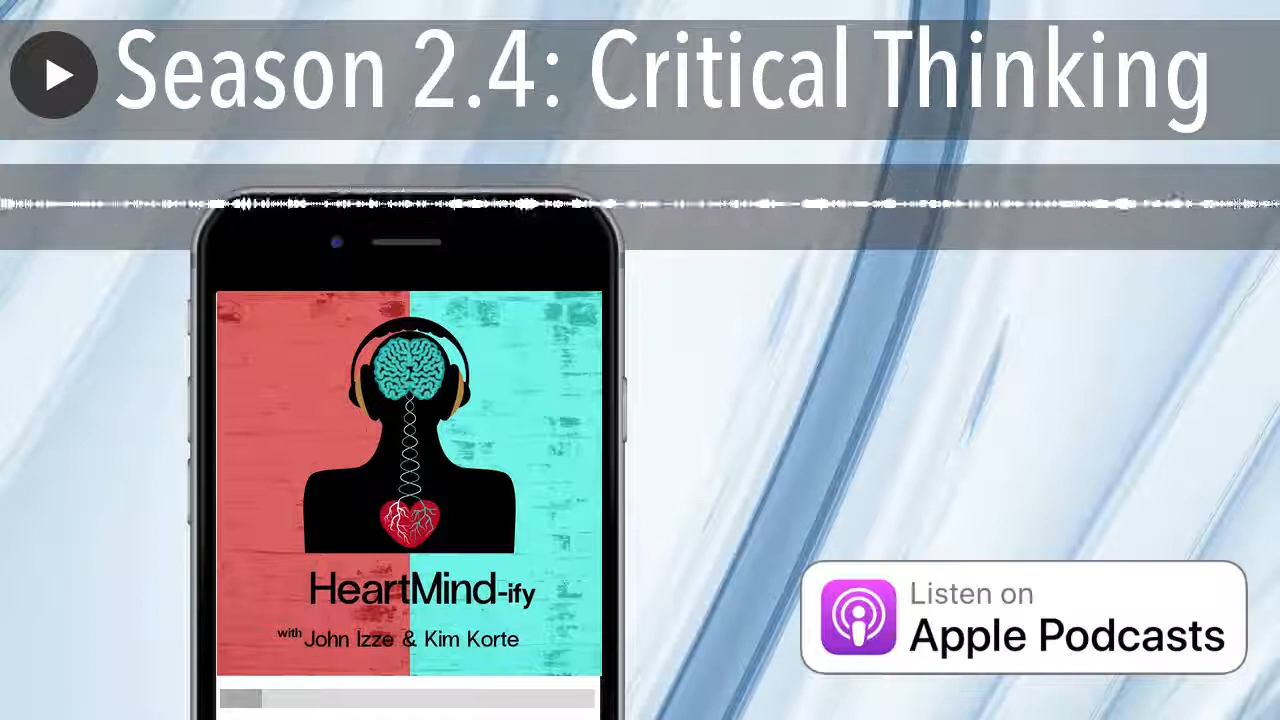 Season 2.4: Critical Thinking
HeartMind-ify
with John Izze & Kim Korte
Listen on
Apple Podcasts